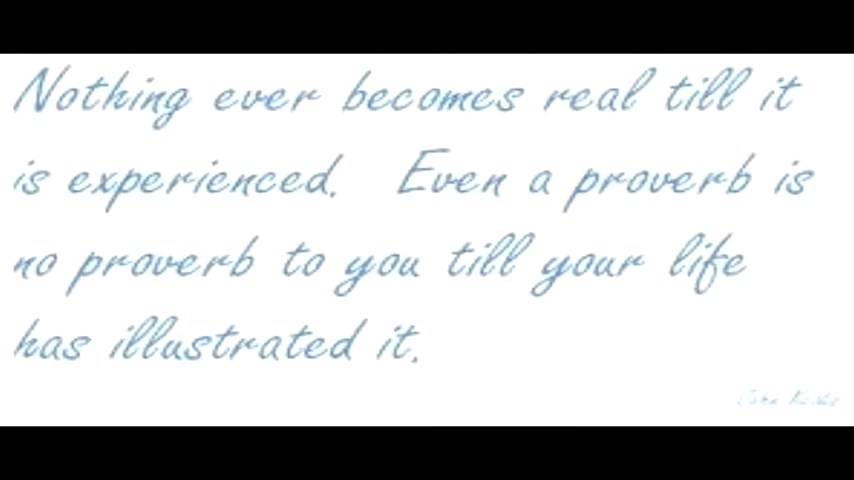 Nothing ever becomes real till it
is experienced.  Even a proverb is
no proverb to you till your life
has illustrated it.